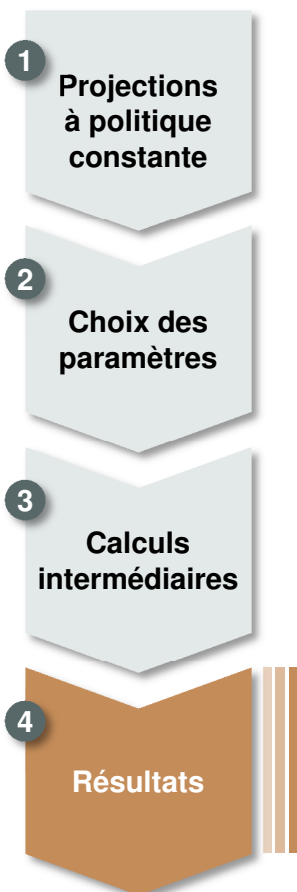 1
Projections
à politique
constante
2
Choix des
paramètres
3
Calculs
intermédiaires
4
Résultats